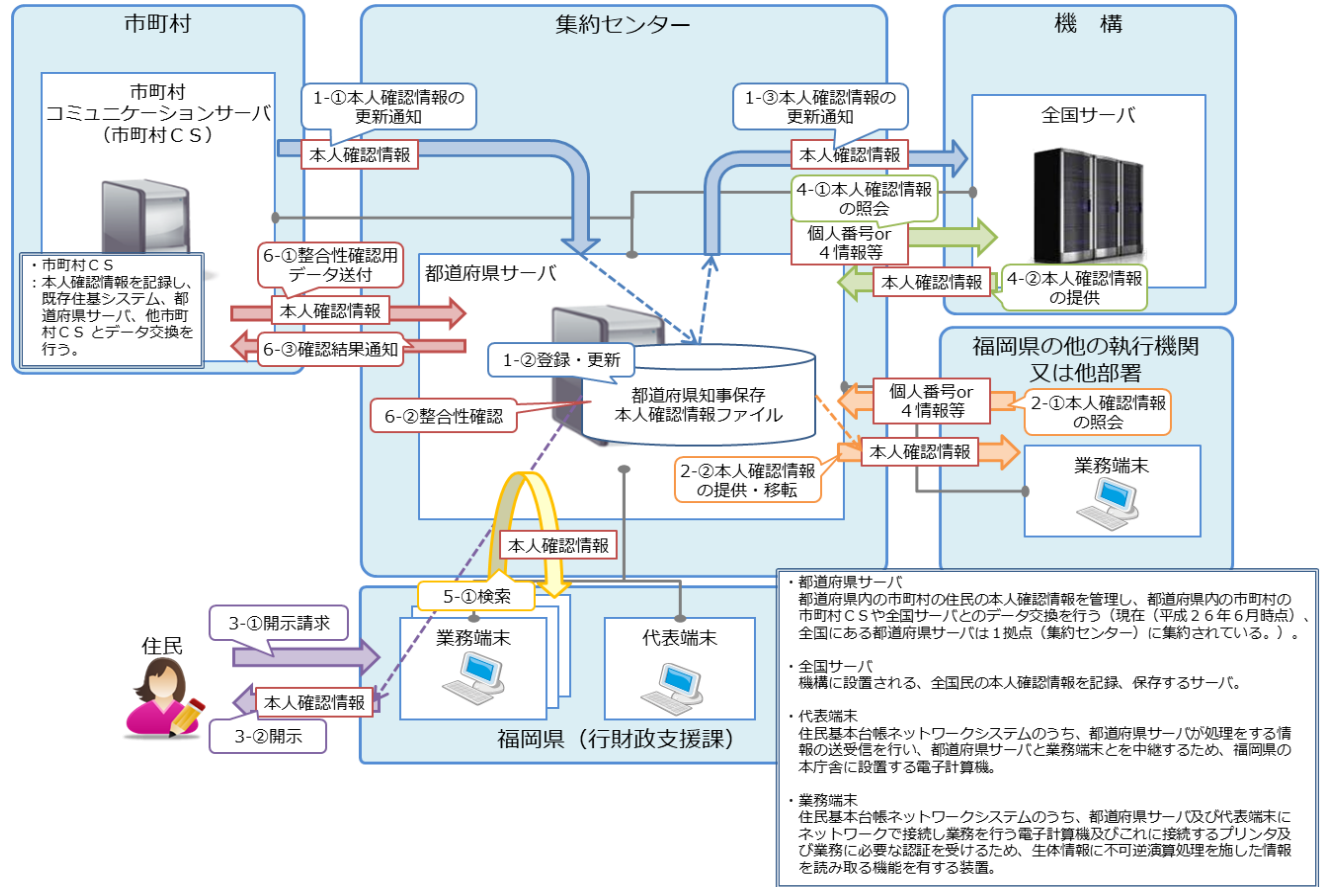 市町村
集約センター
機　構
市町村
コミュニケーションサーバ
（市町村ＣＳ）
1-①本人確認情報の
更新通知
本人確認情報
1-③本人確認情報の
更新通知
本人確認情報
全国サーバ
4-①本人確認情報
の照会
個人番号or
４情報等
本人確認情報
4-②本人確認情報
の提供
・市町村ＣＳ
：本人確認情報を記録し、
既存住基システム、都
道府県サーバ、他市町
村ＣＳ とデータ交換を
行う。
6-①整合性確認用
データ送付
本人確認情報
6-③確認結果通知
都道府県サーバ
1-②登録・更新
6-②整合性確認
都道府県知事保存
本人確認情報ファイル
福岡県の他の執行機関
又は他部署
個人番号or
４情報等
2-①本人確認情報
の照会
本人確認情報
2-②本人確認情報
の提供・移転
業務端末
本人確認情報
5-①検索
業務端末
代表端末
福岡県（行財政支援課）
住民
3-①開示請求
本人確認情報
3-②開示
・都道府県サーバ
都道府県内の市町村の住民の本人確認情報を管理し、都道府県内の市町村の
市町村ＣＳや全国サーバとのデータ交換を行う（現在（平成２６年６月時点）、
全国にある都道府県サーバは１拠点（集約センター）に集約されている。）。
・全国サーバ
機構に設置される、全国民の本人確認情報を記録、保存するサーバ。
・代表端末
住民基本台帳ネットワークシステムのうち、都道府県サーバが処理をする情
報の送受信を行い、都道府県サーバと業務端末とを中継するため、福岡県の
本庁舎に設置する電子計算機。
・業務端末
住民基本台帳ネットワークシステムのうち、都道府県サーバ及び代表端末に
ネットワークで接続し業務を行う電子計算機及びこれに接続するプリンタ及
び業務に必要な認証を受けるため、生体情報に不可逆演算処理を施した情報
を読み取る機能を有する装置。